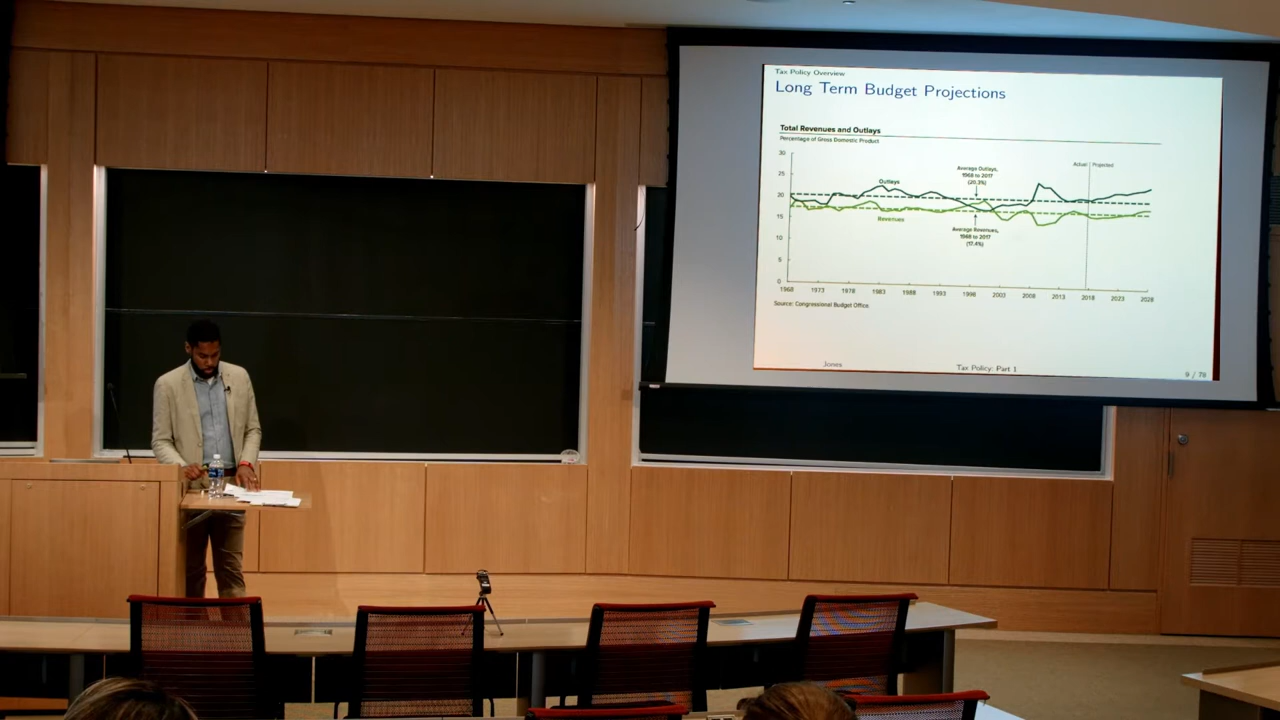 Tax Policy Overview
Long Term Budget Projections
Total Revenues and Outlays
Percentage of Gross Domestic Product
30
25
20
15
10
5
0
Outlays
Revenues
Average Outlays,
1968 to 2017
(20.3%)
Average Revenues,
1968 to 2017
(17.4%)
Actual
Projected
1968 1973 1978 1983 1988 1993 1998 2003 2008 2013 2018 2023 2028
Source: Congressional Budget Office
Jones
Tax Policy: Part 1
9 / 78